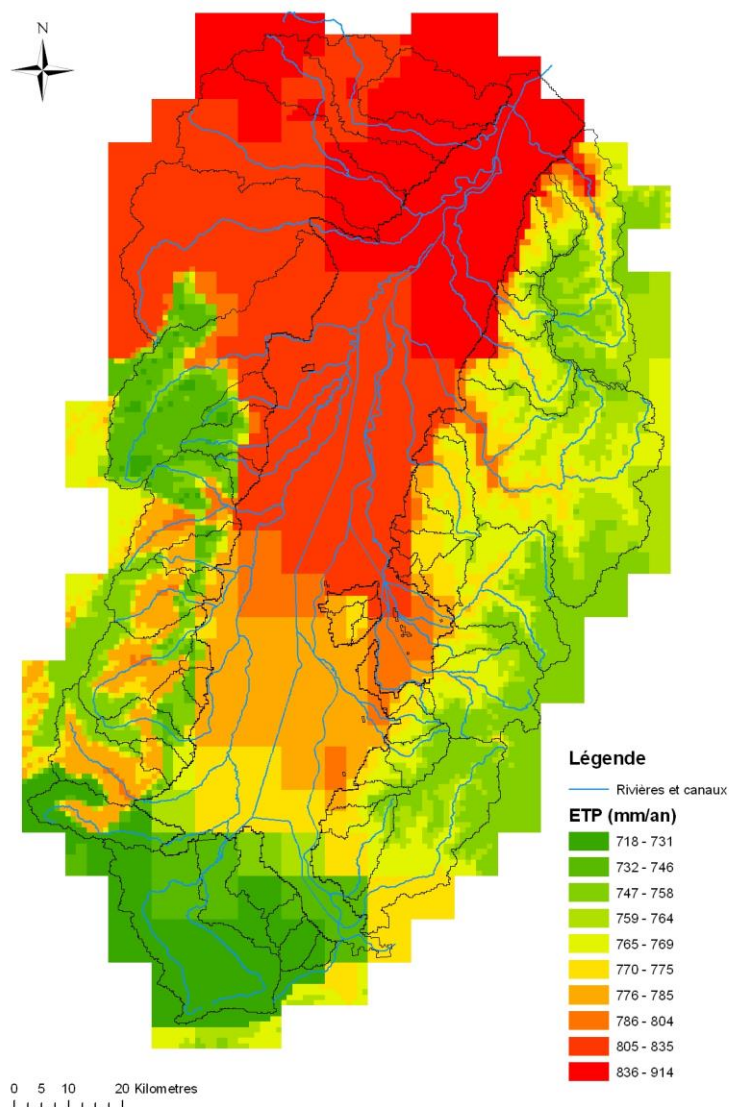 N
Légende
Rivières et canaux
ETP (mm/an)
718 - 731
732 - 746
747 - 758
759 - 764
765 - 769
770 - 775
776 - 785
786 - 804
805 - 835
836 - 914
0 5 10 20 Kilometres